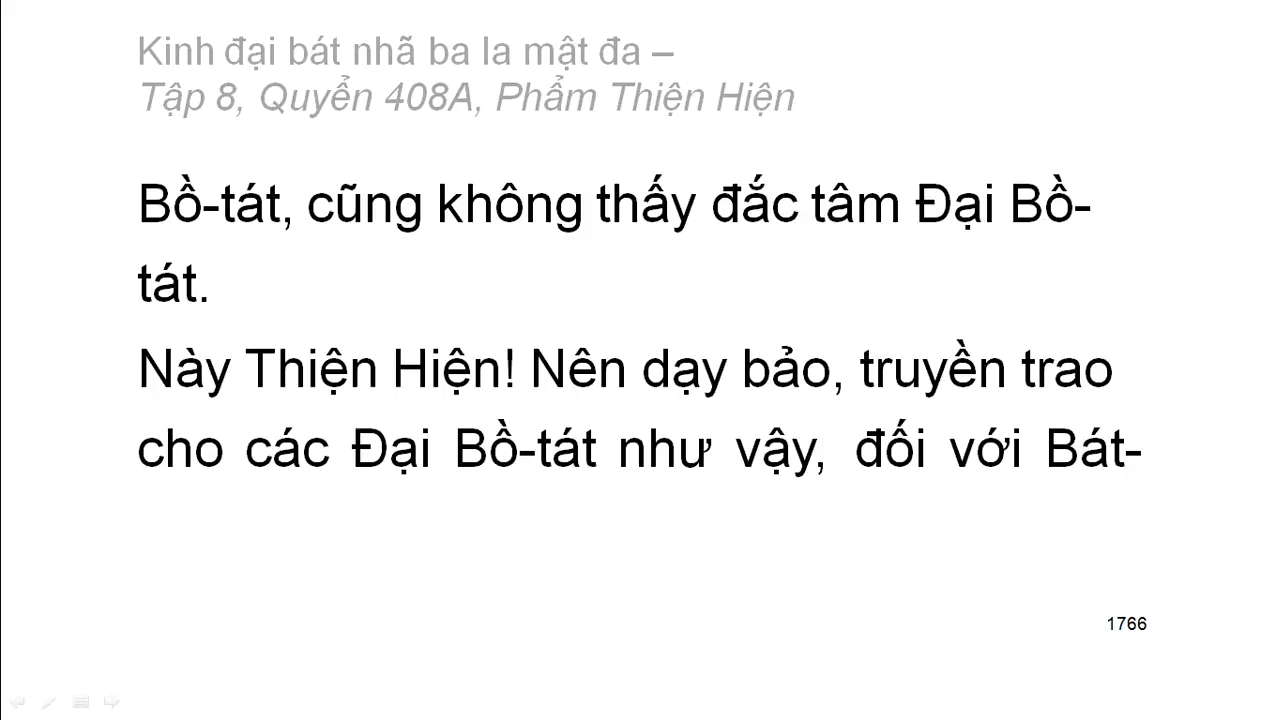 Kinh đại bát nhã ba la mật đa –
Tập 8, Quyển 408A, Phẩm Thiện Hiện
Bồ-tát, cũng không thấy đắc tâm Đại Bồ-
tát.
Này Thiện Hiện! Nên dạy bảo, truyền trao
cho các Đại Bồ-tát như vậy, đối với Bát-
1766